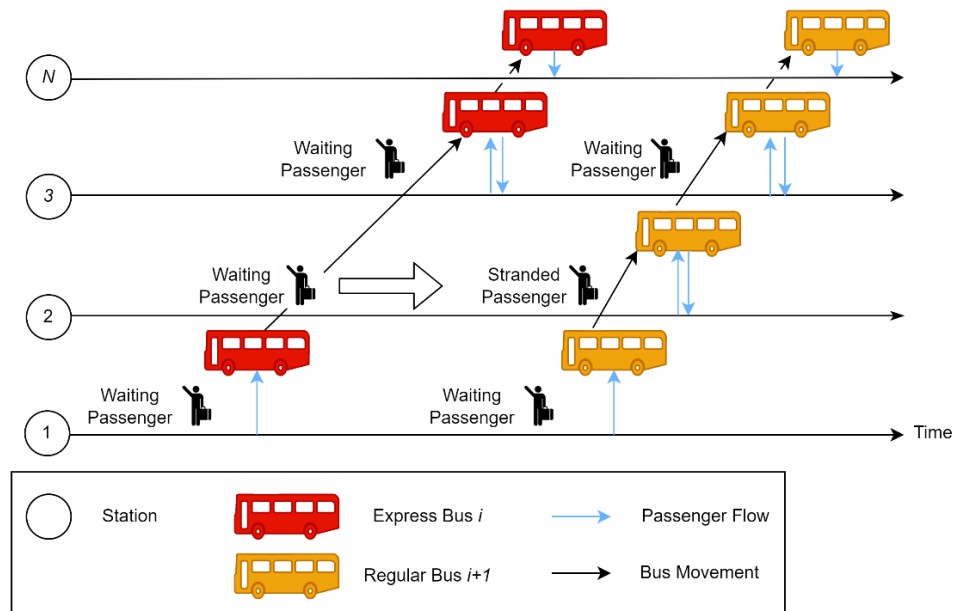 N
Waiting
Passenger
Waiting
Passenger
3
Waiting
Passenger
Stranded
Passenger
2
Waiting
Passenger
Waiting
Passenger
1
Time
Station
Express Bus i
Passenger Flow
Regular Bus i+1
Bus Movement